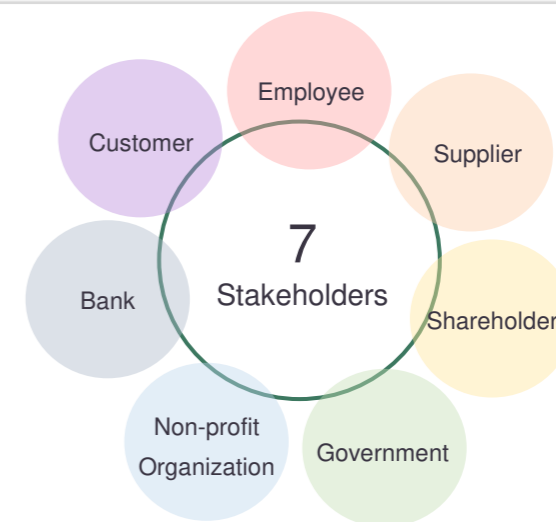 Employee
Customer
Supplier
7
Stakeholders
Bank
Shareholder
Non-profit
Organization
Government